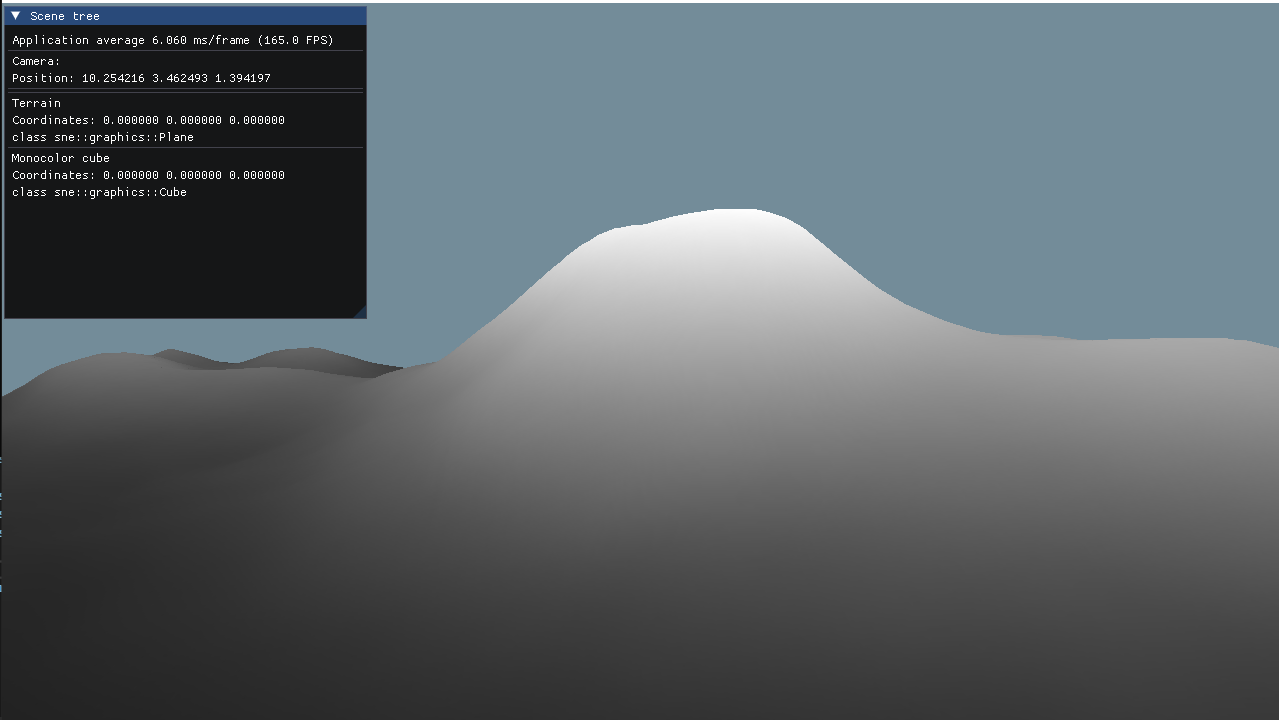 Scene tree
Application average 6.060 ms/frame (165.0 FPS)
Camera:
Position: 10.254216 3.462493 1.394197
Terrain
Coordinates: 0.000000 0.000000 0.000000
class sne::graphics::Plane
Monocolor cube
Coordinates: 0.000000 0.000000 0.000000
class sne::graphics::Cube